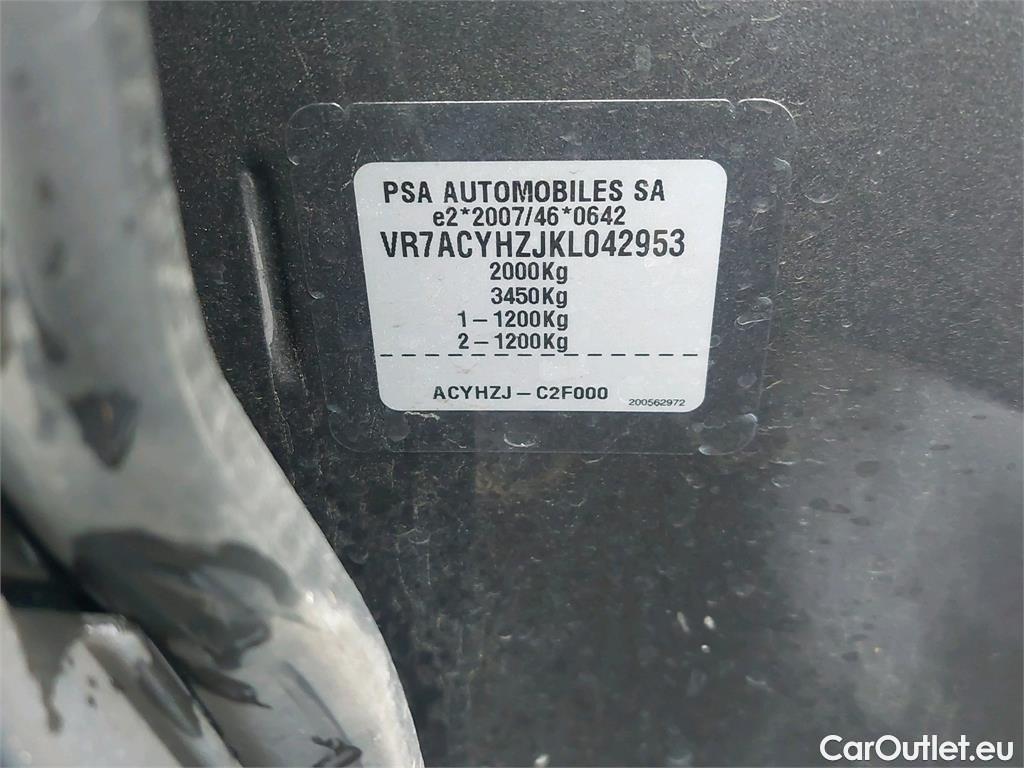 PSA AUTOMOBILES SA
e2*2007/46*0642
VR7ACYHZJKL042953
2000Kg
3450Kg
1-1200Kg
2-1200Kg
ACYHZJ-C2F000
200562972
CarOutlet.eu